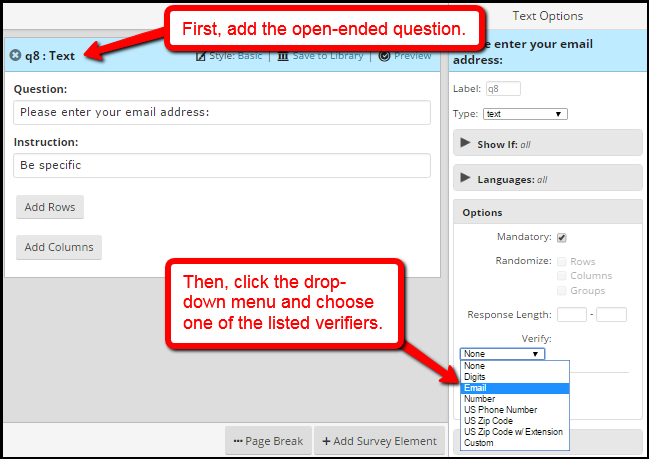 First, add the open-ended question.
Text Options
q8 : Text
Style: Basic
Save to Library
Preview
enter your email
address:
Question:
Please enter your email address:
Instruction:
Be specific
Add Rows
Add Columns
Label: q8
Type: text
Show If: all
Languages: all
Options
Mandatory:
Randomize: Rows
Columns
Groups
Response Length: -
Verify:
None
None
Digits
Email
Number
US Phone Number
US Zip Code
US Zip Code w/ Extension
Custom
Then, click the drop-
down menu and choose
one of the listed verifiers.
Page Break
+ Add Survey Element